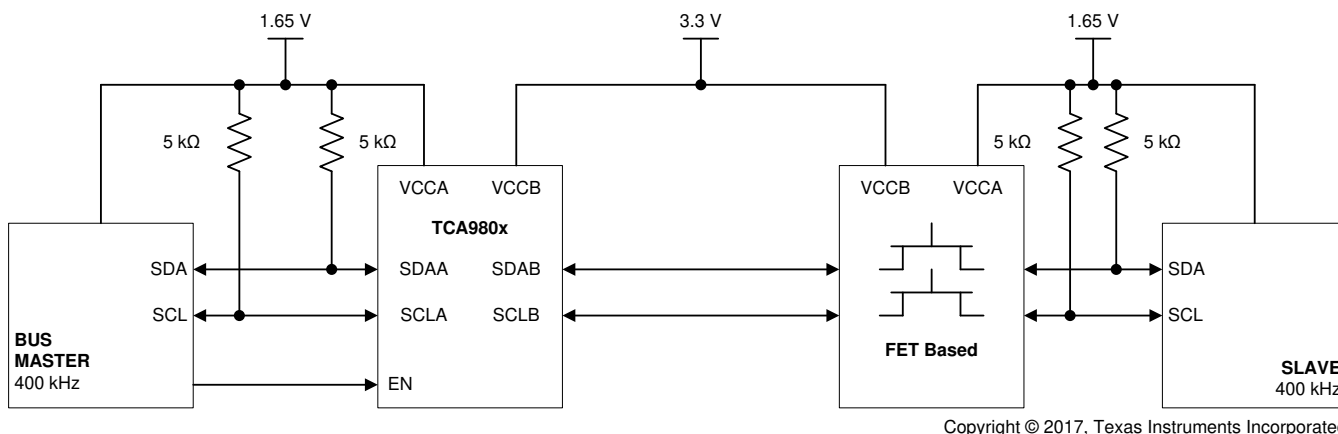 1.65 V
3.3 V
1.65 V
5 kΩ
5 kΩ
5 kΩ
5 kΩ
VCCA VCCB
TCA980x
SDAA SDAB
SCLA SCLB
EN
SDA
SCL
BUS
MASTER
400 kHz
VCCB VCCA
FET Based
SDA
SCL
SLAVE
400 kHz
Copyright © 2017, Texas Instruments Incorporate